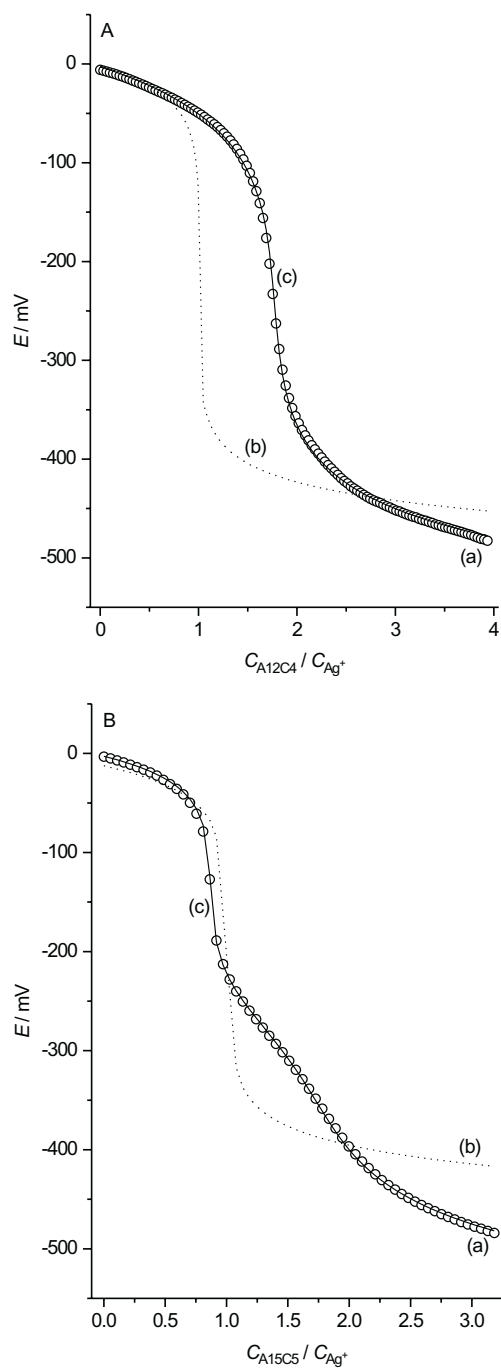 A
0
-100
-200
-300
-400
-500
E / mV
(c)
(b)
(a)
0 1 2 3 4
C_A12C4 / C_Ag+
B
0
-100
-200
-300
-400
-500
E / mV
(c)
(b)
(a)
0.0 0.5 1.0 1.5 2.0 2.5 3.0
C_A15C5 / C_Ag+